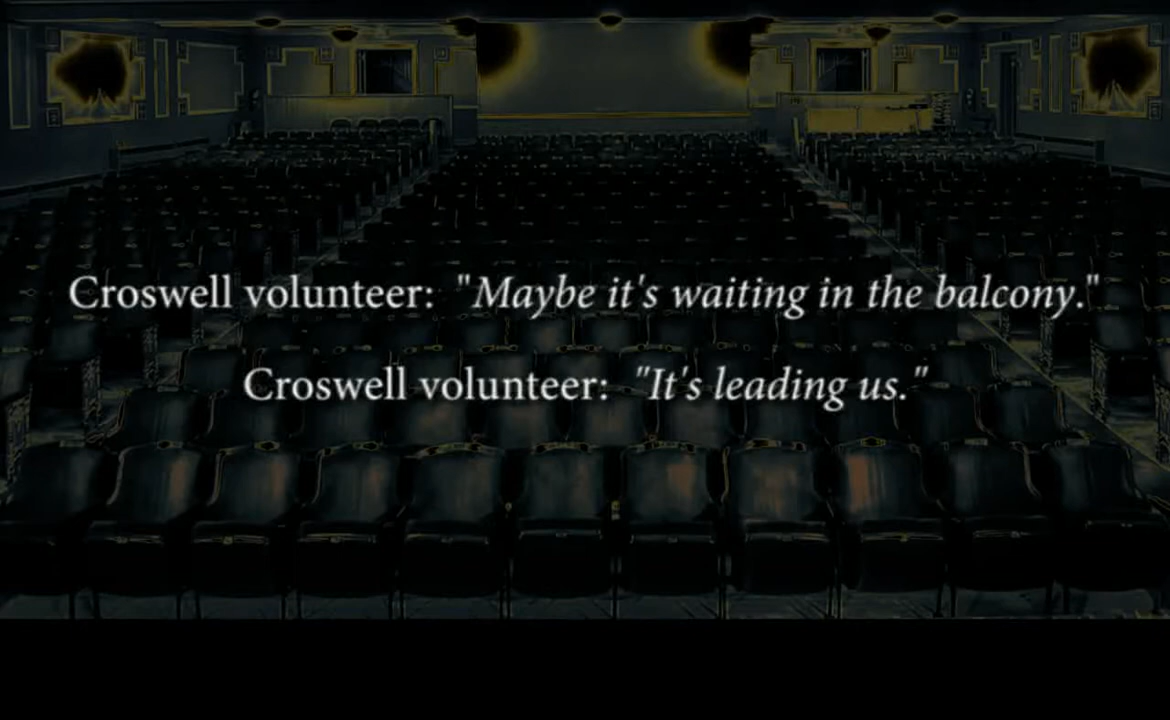 Croswell volunteer: "Maybe it's waiting in the balcony."
Croswell volunteer: "It's leading us."